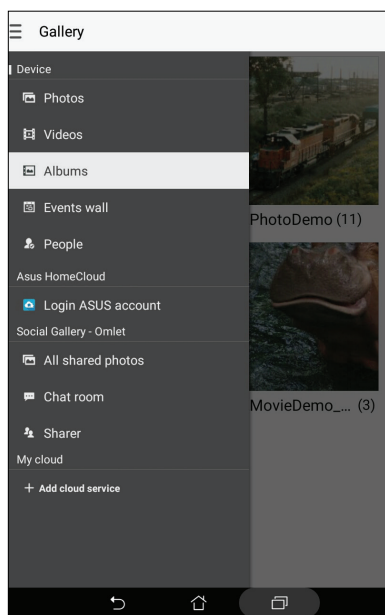 Gallery
Device
Photos
Videos
Albums
Events wall
People
Asus HomeCloud
Login ASUS account
Social Gallery - Omlet
All shared photos
Chat room
Sharer
My cloud
+ Add cloud service
PhotoDemo (11)
MovieDemo_... (3)